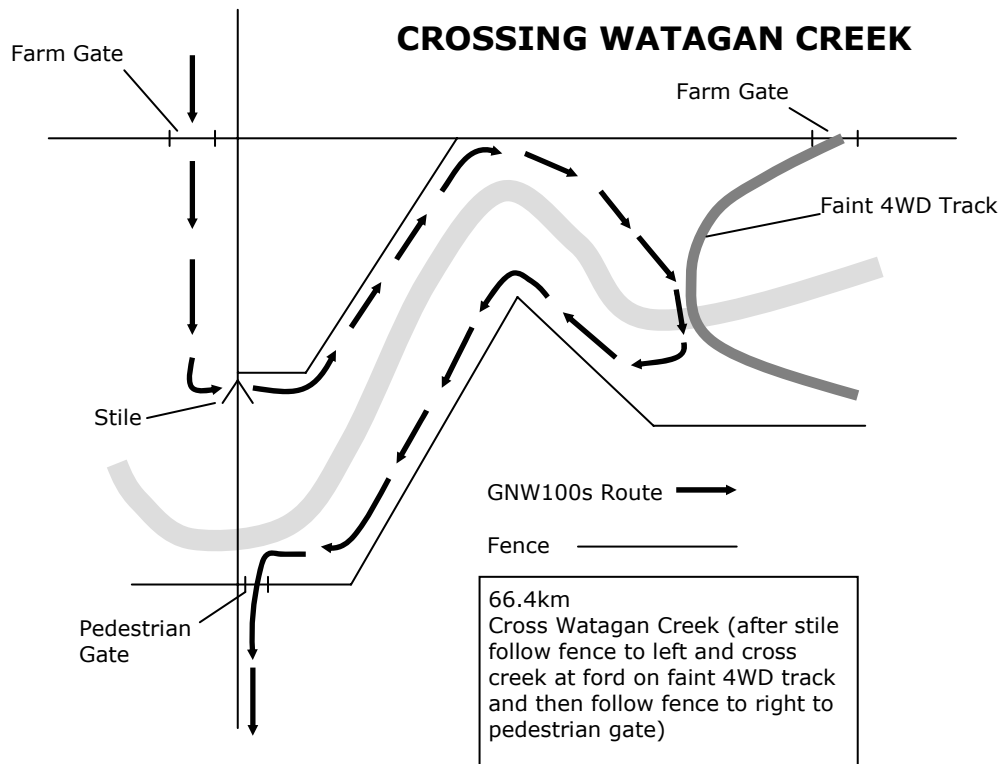 CROSSING WATAGAN CREEK
Farm Gate
Farm Gate
Faint 4WD Track
Stile
GNW100s Route
Fence
Pedestrian
Gate
66.4km
Cross Watagan Creek (after stile
follow fence to left and cross
creek at ford on faint 4WD track
and then follow fence to right to
pedestrian gate)